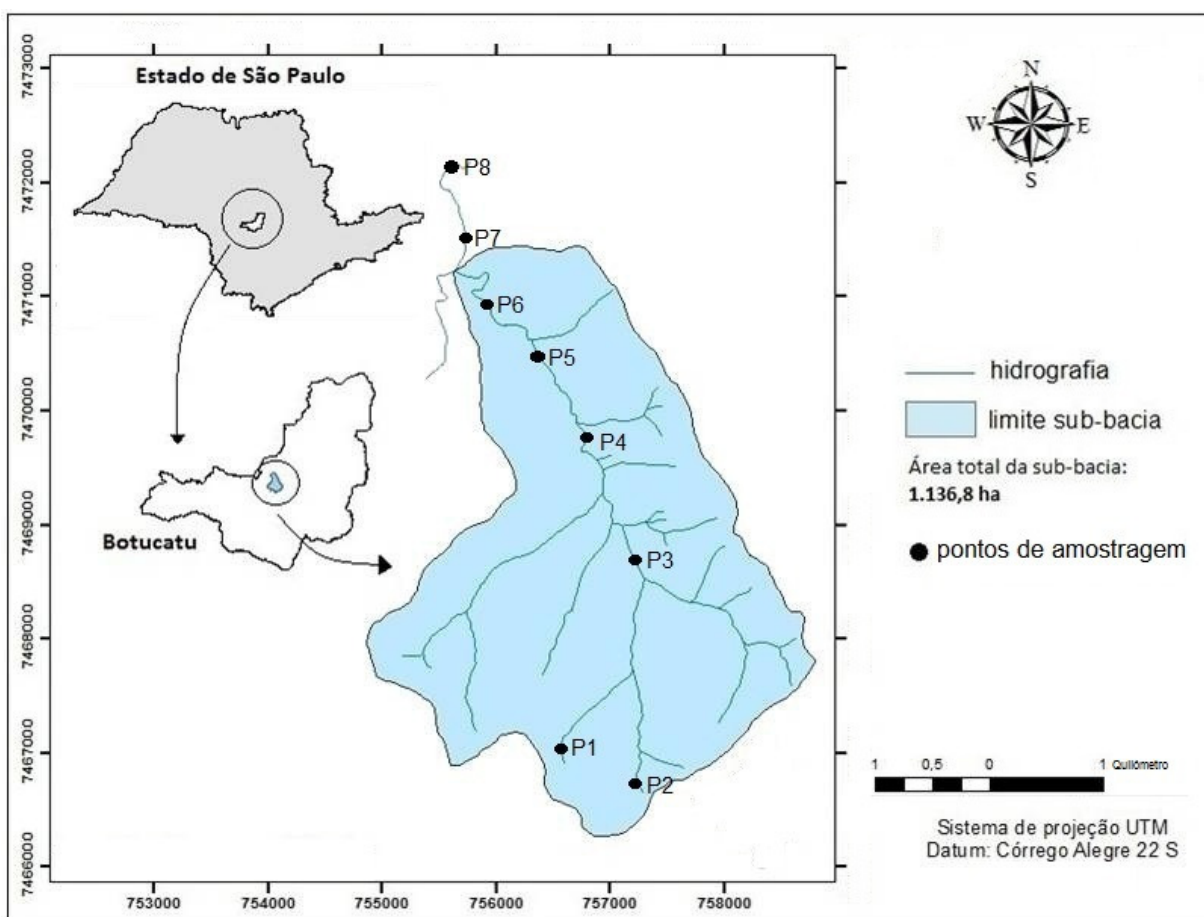 Estado de São Paulo
Botucatu
7473000
7472000
7471000
7470000
7469000
7468000
7467000
7466000
753000
754000
755000
756000
757000
758000
P8
P7
P6
P5
P4
P3
P1
P2
N
W
E
S
hidrografia
limite sub-bacia
Área total da sub-bacia:
1.136,8 ha
pontos de amostragem
1 0,5 0 1 Quilômetro
Sistema de projeção UTM
Datum: Córrego Alegre 22 S